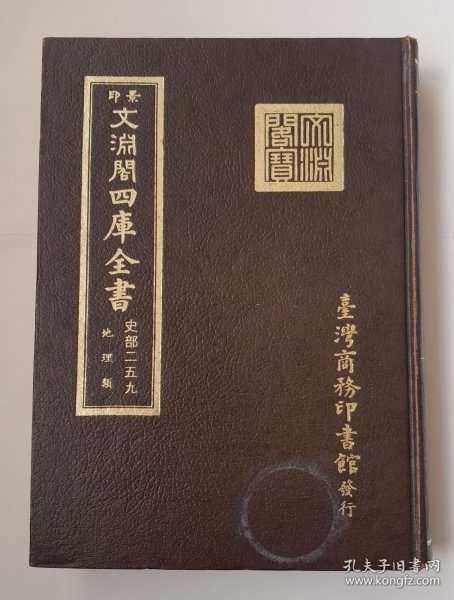 景印
文淵閣四庫全書
史部二五九
地理類
文淵閣寶
臺灣商務印書館發行
孔夫子旧书网
www.kongfz.com